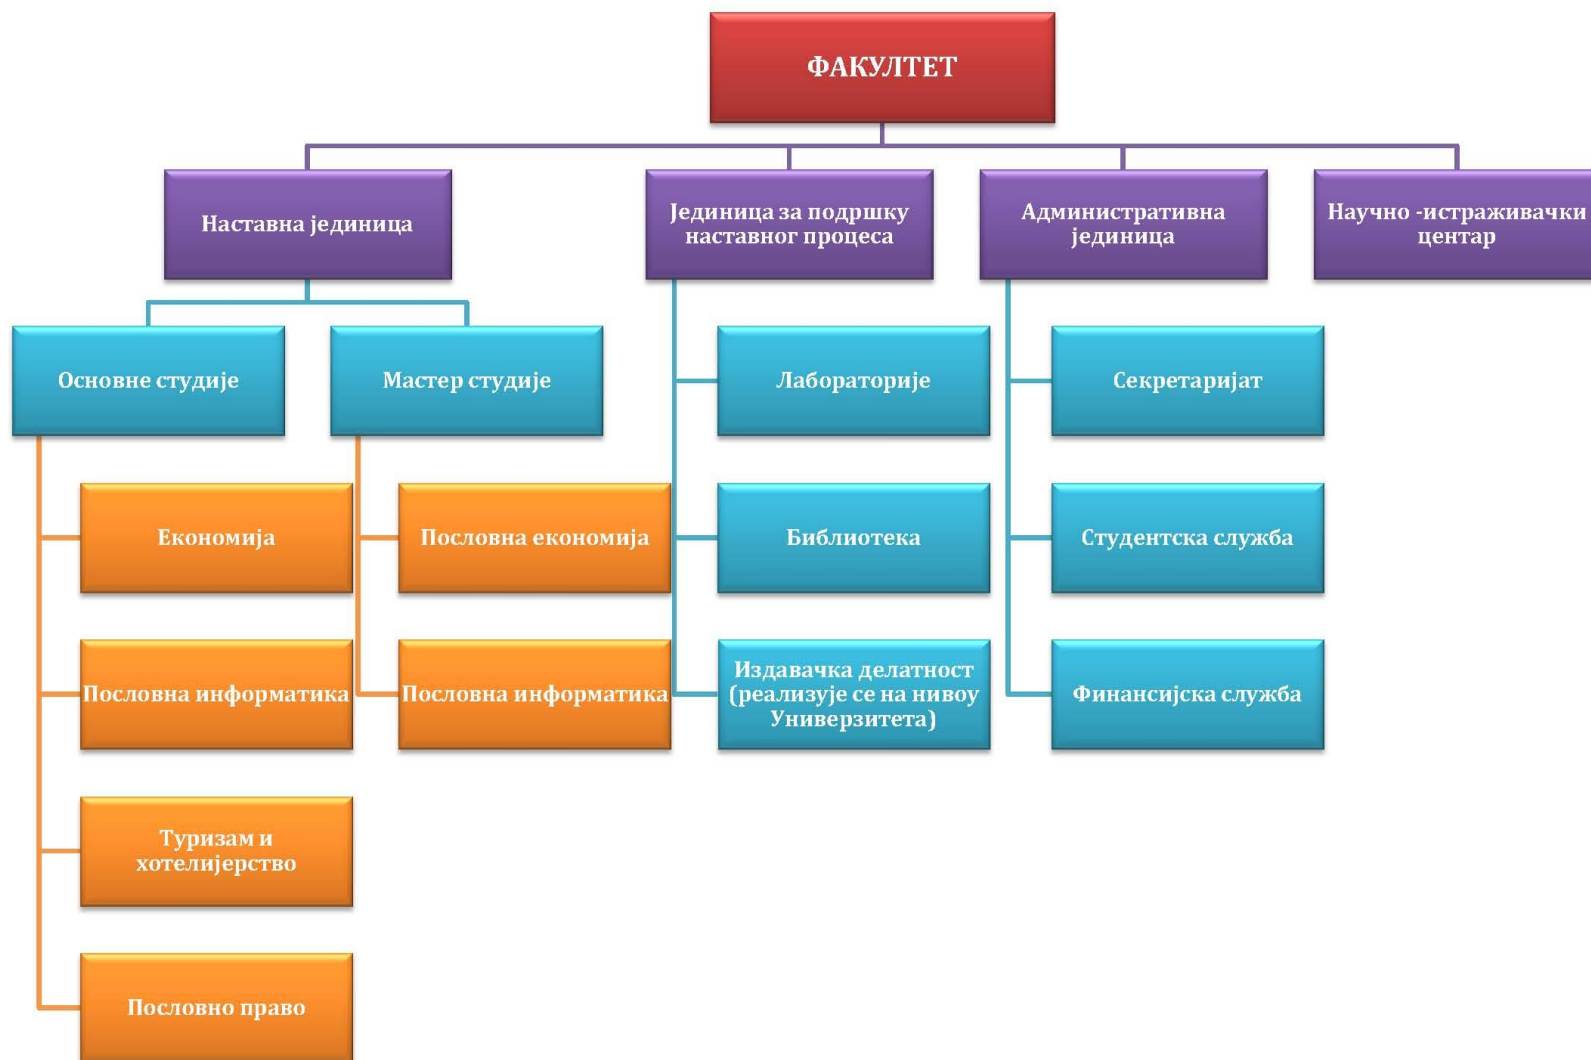 ФАКУЛТЕТ
Наставна јединица
Јединица за подршку
наставног процеса
Административна
јединица
Научно -истраживачки
центар
Основне студије
Мастер студије
Лабораторије
Секретаријат
Економија
Пословна економија
Библиотека
Студентска служба
Пословна информатика
Пословна информатика
Издавачка делатност
(реализује се на нивоу
Универзитета)
Финансијска служба
Туризам и
хотелијерство
Пословно право